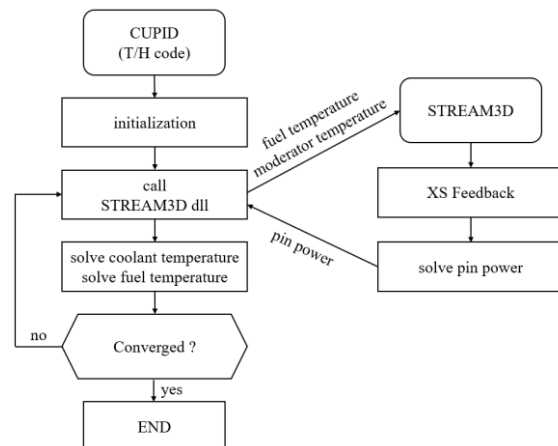 CUPID
(T/H code)
initialization
call
STREAM3D dll
solve coolant temperature
solve fuel temperature
Converged ?
no
yes
END
fuel temperature
moderator temperature
pin power
STREAM3D
XS Feedback
solve pin power